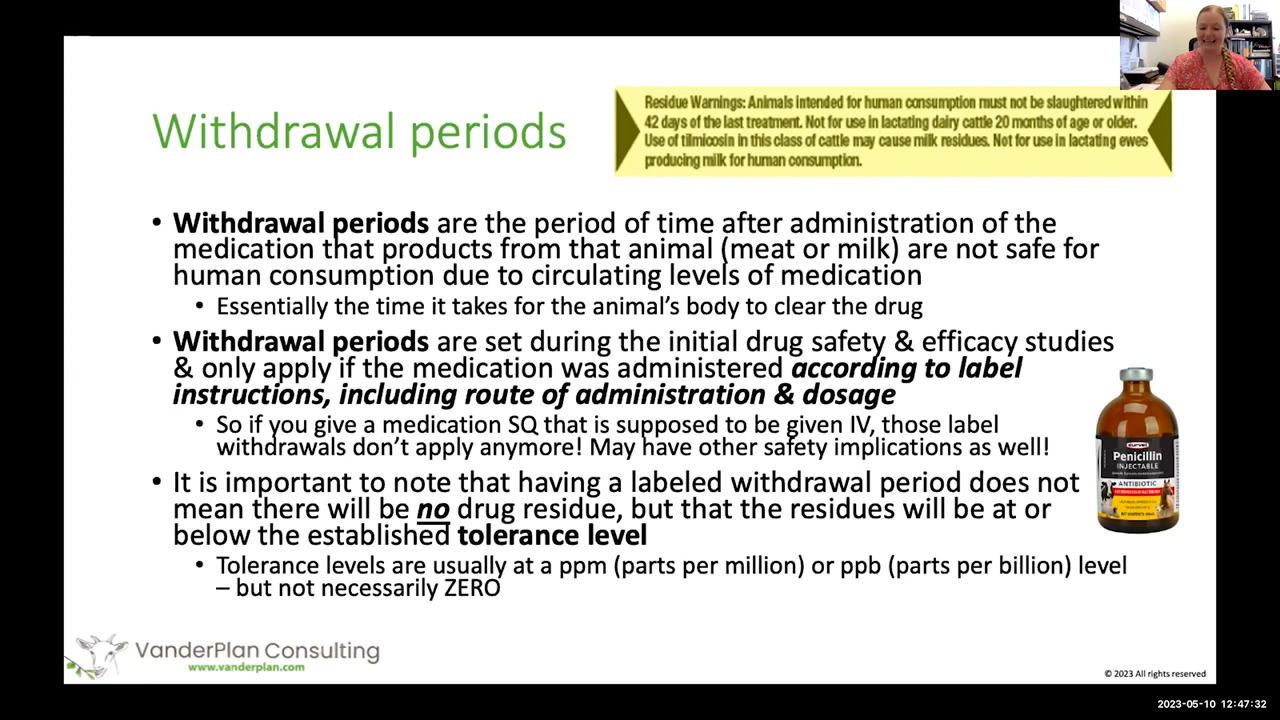 Withdrawal periods
Residue Warnings: Animals intended for human consumption must not be slaughtered within
42 days of the last treatment. Not for use in lactating dairy cattle 20 months of age or older.
Use of tilmicosin in this class of cattle may cause milk residues. Not for use in lactating ewes
producing milk for human consumption.
• Withdrawal periods are the period of time after administration of the
medication that products from that animal (meat or milk) are not safe for
human consumption due to circulating levels of medication
• Essentially the time it takes for the animal's body to clear the drug
• Withdrawal periods are set during the initial drug safety & efficacy studies
& only apply if the medication was administered according to label
instructions, including route of administration & dosage
• So if you give a medication SQ that is supposed to be given IV, those label
withdrawals don't apply anymore! May have other safety implications as well!
• It is important to note that having a labeled withdrawal period does not
mean there will be no drug residue, but that the residues will be at or
below the established tolerance level
• Tolerance levels are usually at a ppm (parts per million) or ppb (parts per billion) level
– but not necessarily ZERO
Penicillin
INJECTABLE
ANTIBIOTIC
VanderPlan Consulting
www.vanderplan.com
© 2023 All rights reserved
2023-05-10 12:47:32